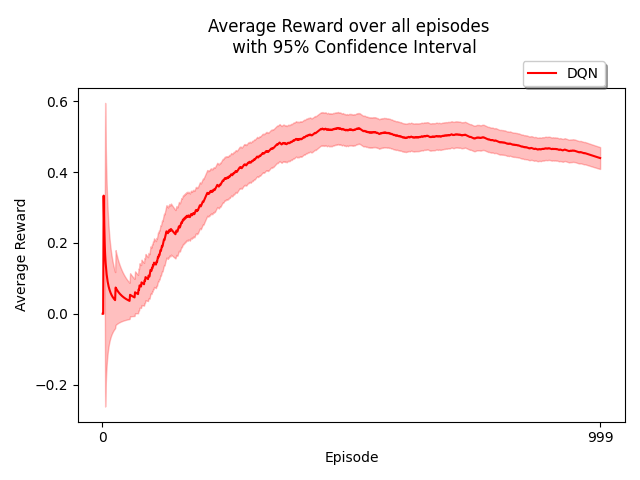 Average Reward over all episodes
with 95% Confidence Interval
DQN
0.6
0.4
0.2
0.0
−0.2
Average Reward
0
999
Episode